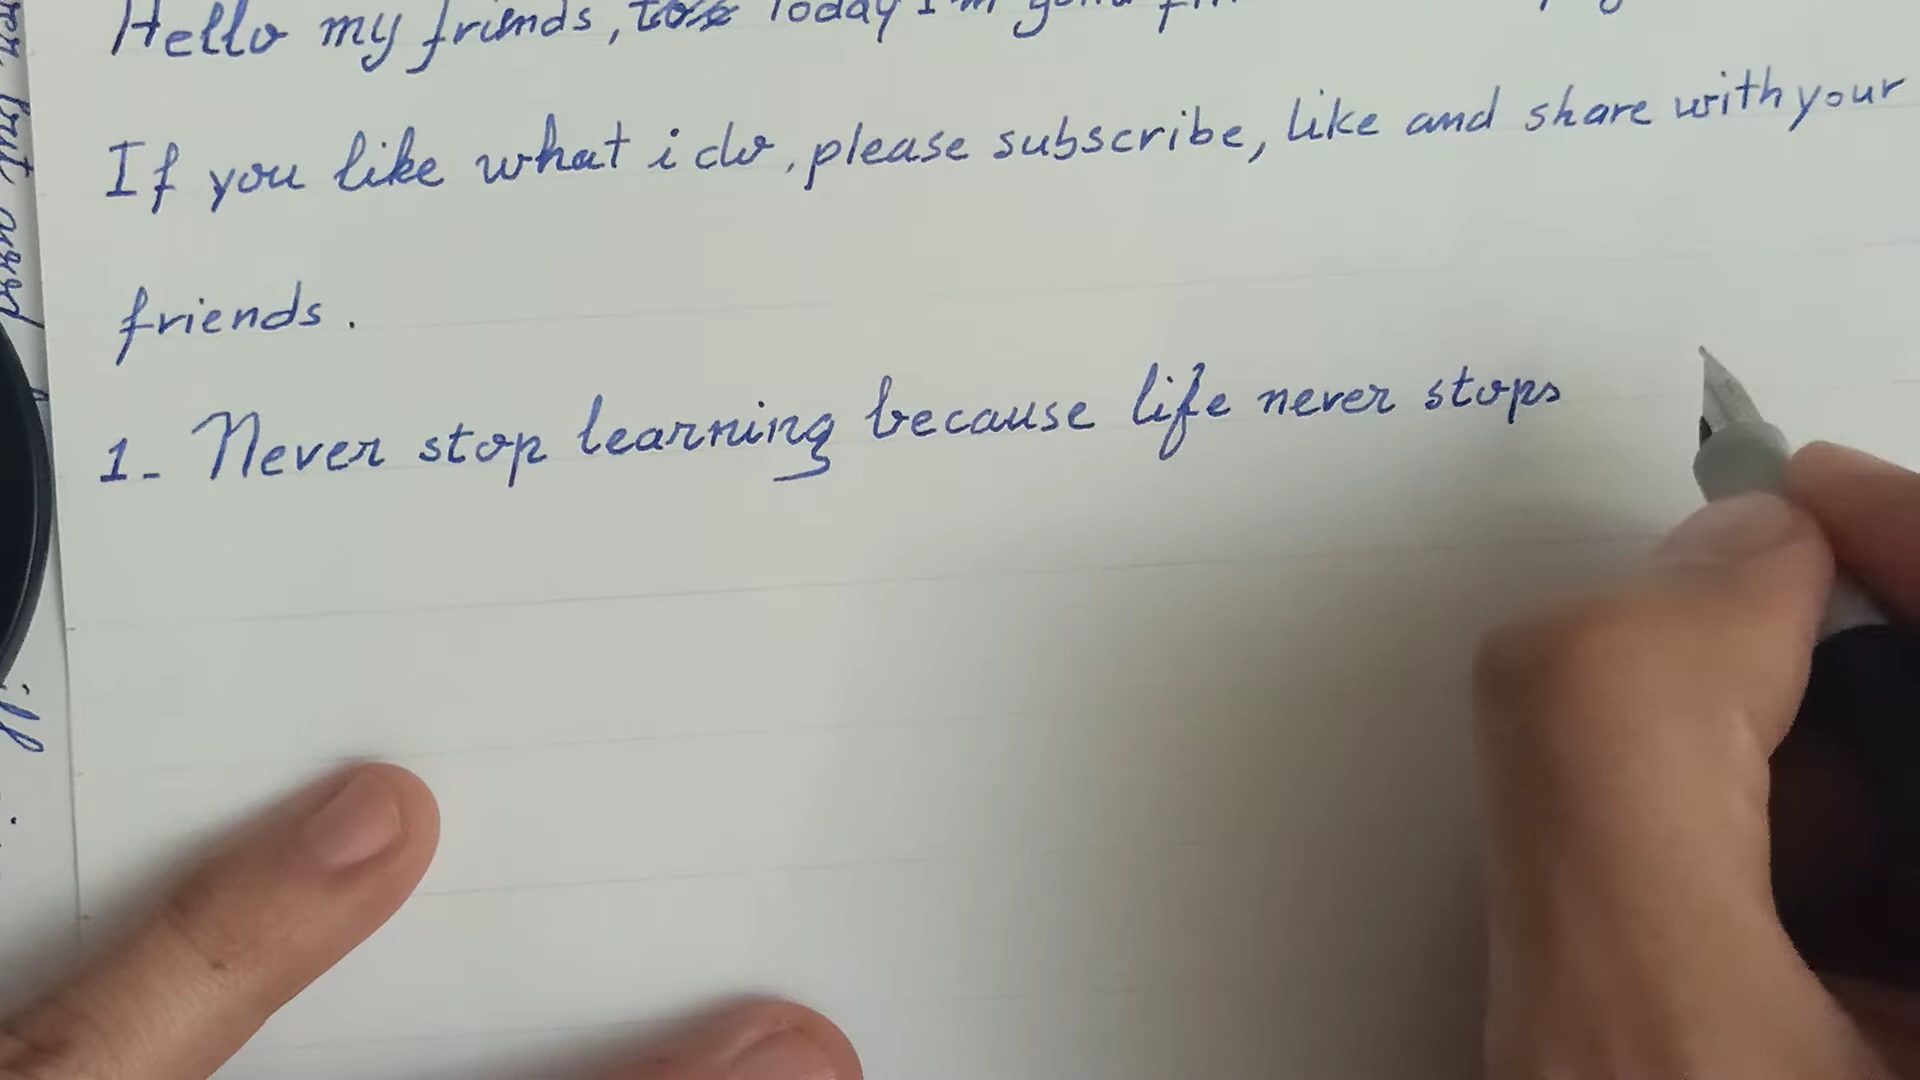 Hello my friends, Today I'm
If you like what i do, please subscribe, like and share with your
friends.
1- Never stop learning because life never stops